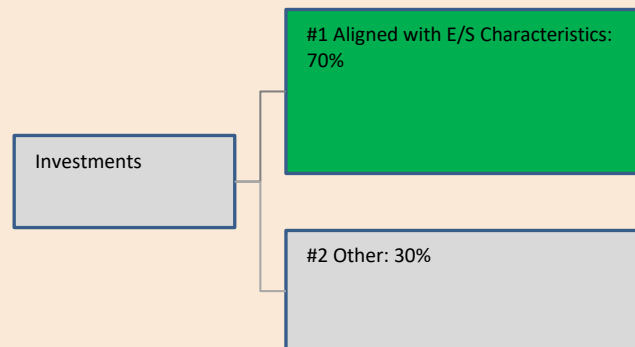 #1 Aligned with E/S Characteristics:
70%
Investments
#2 Other: 30%